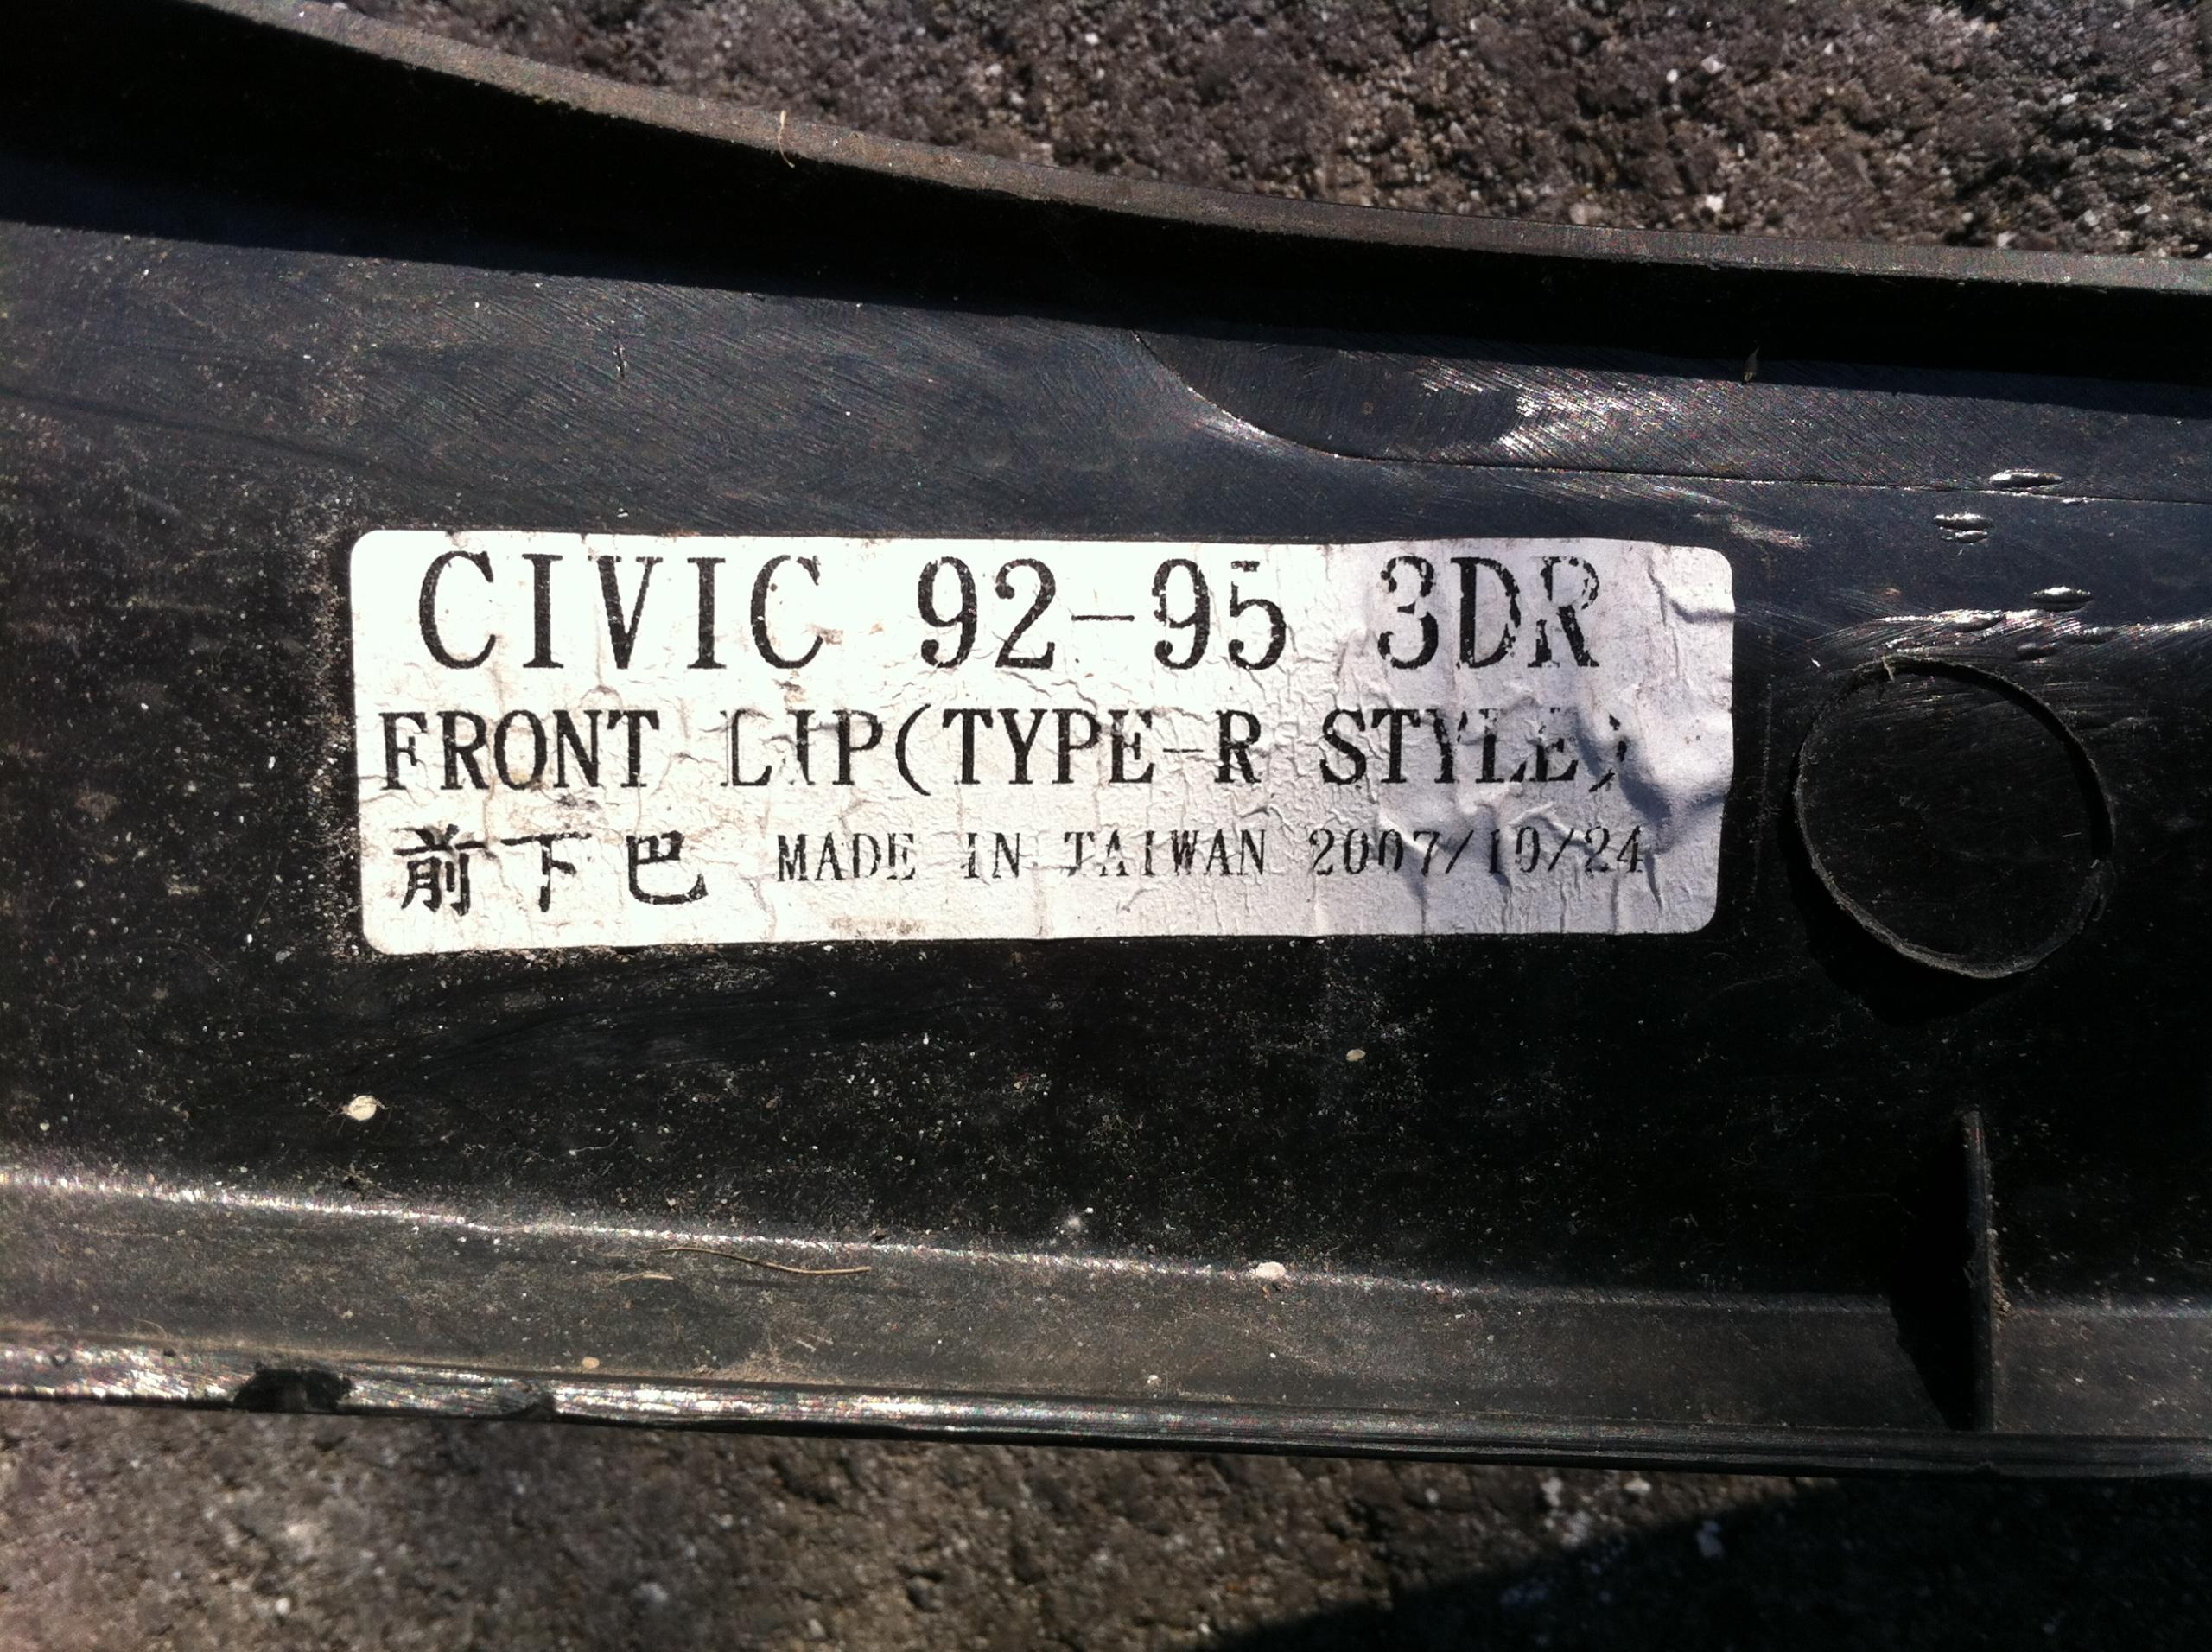 CIVIC 92-95 3DR
FRONT LIP(TYPE-R STYLE)
前下巴 MADE IN TAIWAN 2007/10/24